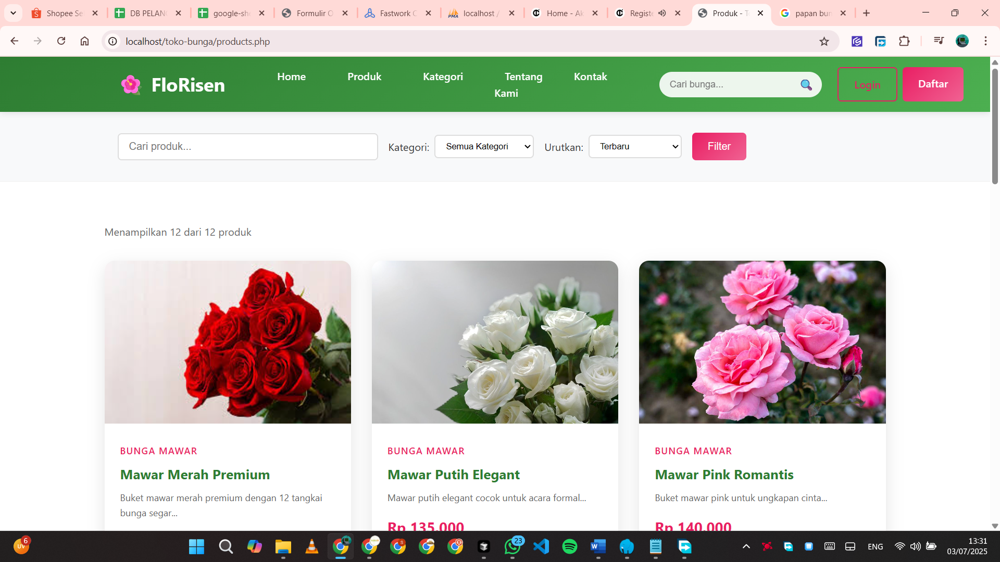 Shopee Se
DB PELANG
google-she
Formulir O
Fastwork C
localhost /
Home - Ak
Registe
Produk - T
papan bun
localhost/toko-bunga/products.php
FloRisen
Home
Produk
Kategori
Tentang
Kami
Kontak
Cari bunga...
Login
Daftar
Cari produk...
Kategori:
Semua Kategori
Urutkan:
Terbaru
Filter
Menampilkan 12 dari 12 produk
BUNGA MAWAR
Mawar Merah Premium
Buket mawar merah premium dengan 12 tangkai
bunga segar...
BUNGA MAWAR
Mawar Putih Elegant
Mawar putih elegant cocok untuk acara formal...
Rp 135.000
BUNGA MAWAR
Mawar Pink Romantis
Buket mawar pink untuk ungkapan cinta...
Rp 140.000
UV
6
23
ENG
13:31
03/07/2025